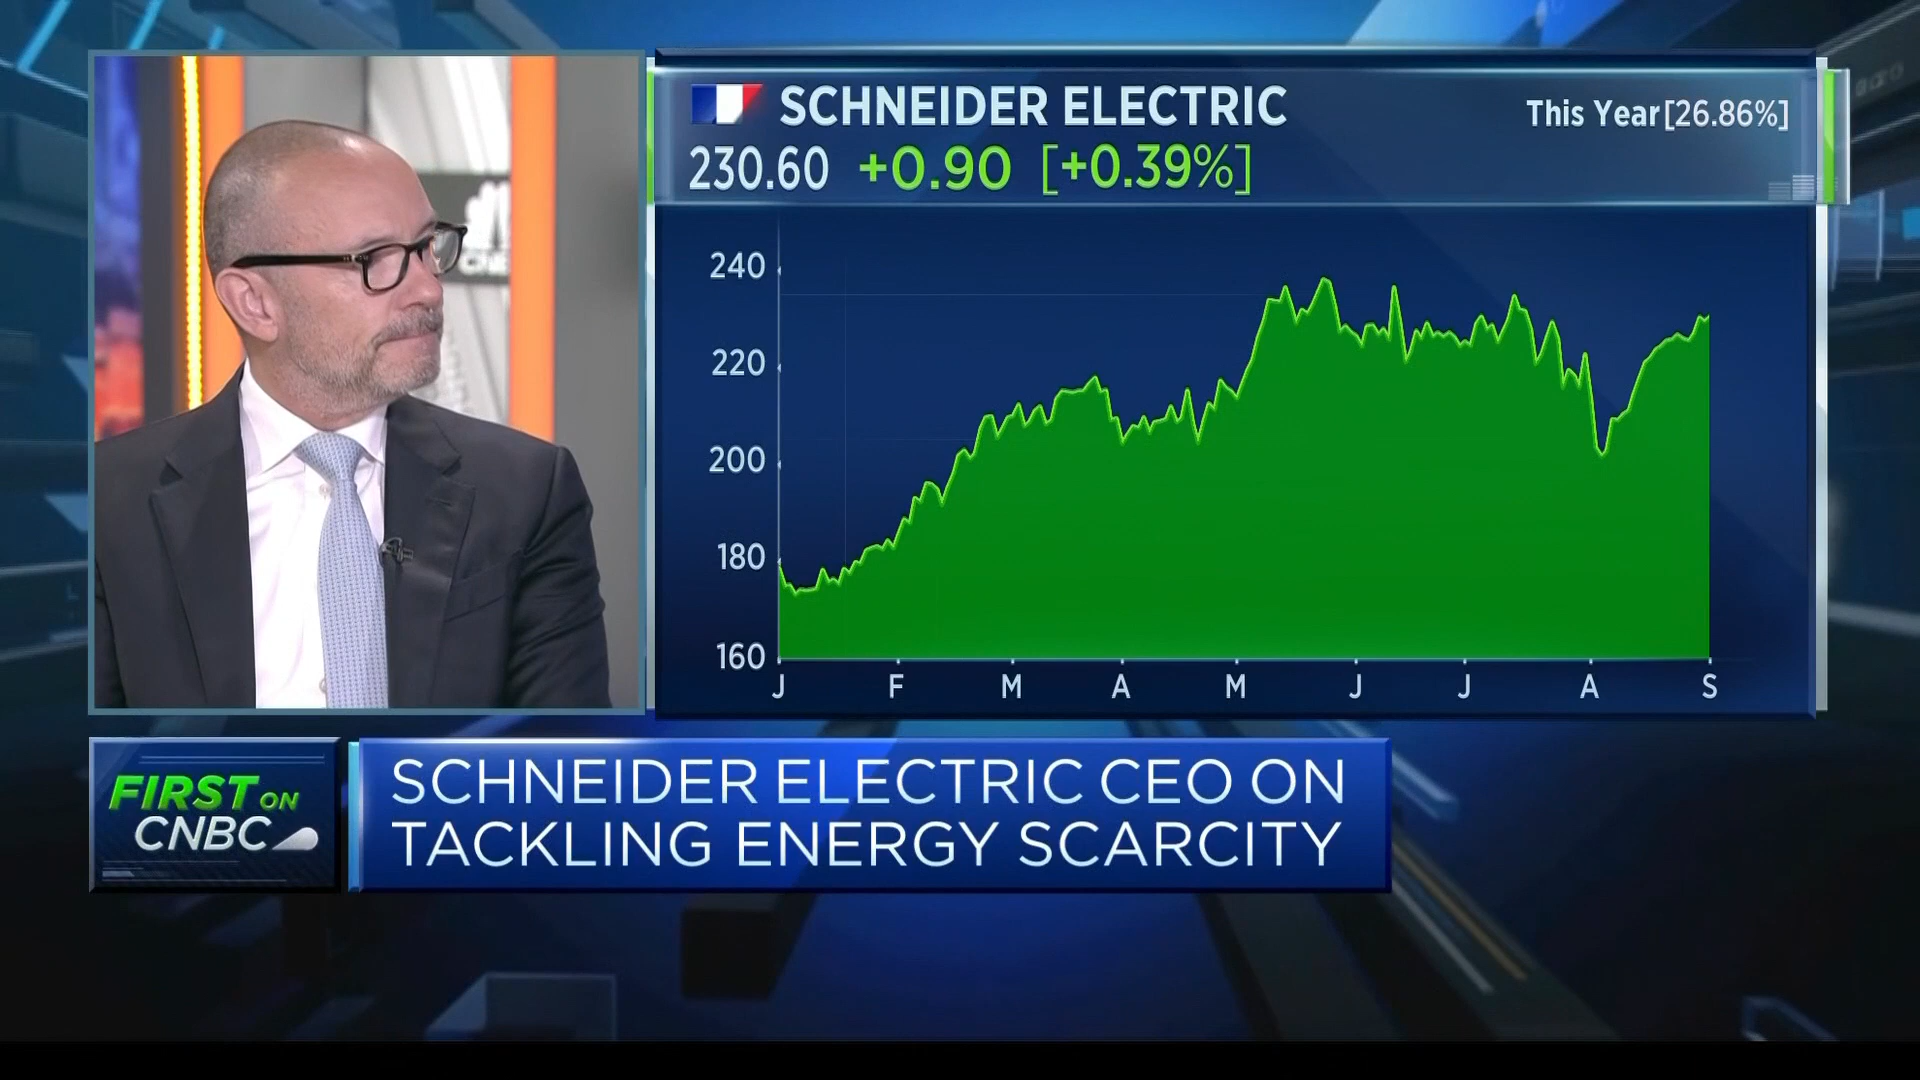 SCHNEIDER ELECTRIC
This Year[26.86%]
230.60 +0.90 [+0.39%]
240
220
200
180
160
J F M A M J J A S
FIRST ON
CNBC
SCHNEIDER ELECTRIC CEO ON
TACKLING ENERGY SCARCITY